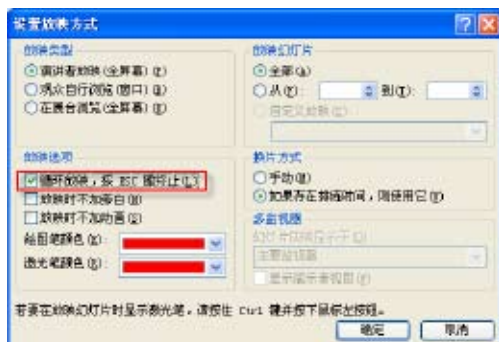 设置放映方式
放映类型
演讲者放映(全屏幕)(P)
观众自行浏览(窗口)(B)
在展台浏览(全屏幕)(K)
放映幻灯片
全部(A)
从(F): 到(T):
自定义放映(C):
放映选项
循环放映,按 ESC 键终止(L)
放映时不加旁白(N)
放映时不加动画(S)
绘图笔颜色(E):
激光笔颜色(R):
换片方式
手动(M)
如果存在排练时间,则使用它(U)
多监视器
幻灯片放映显示于(O):
主要监视器
显示演示者视图(W)
若要在放映幻灯片时显示激光笔,请按住 Ctrl 键并按下鼠标左按钮。
确定 取消